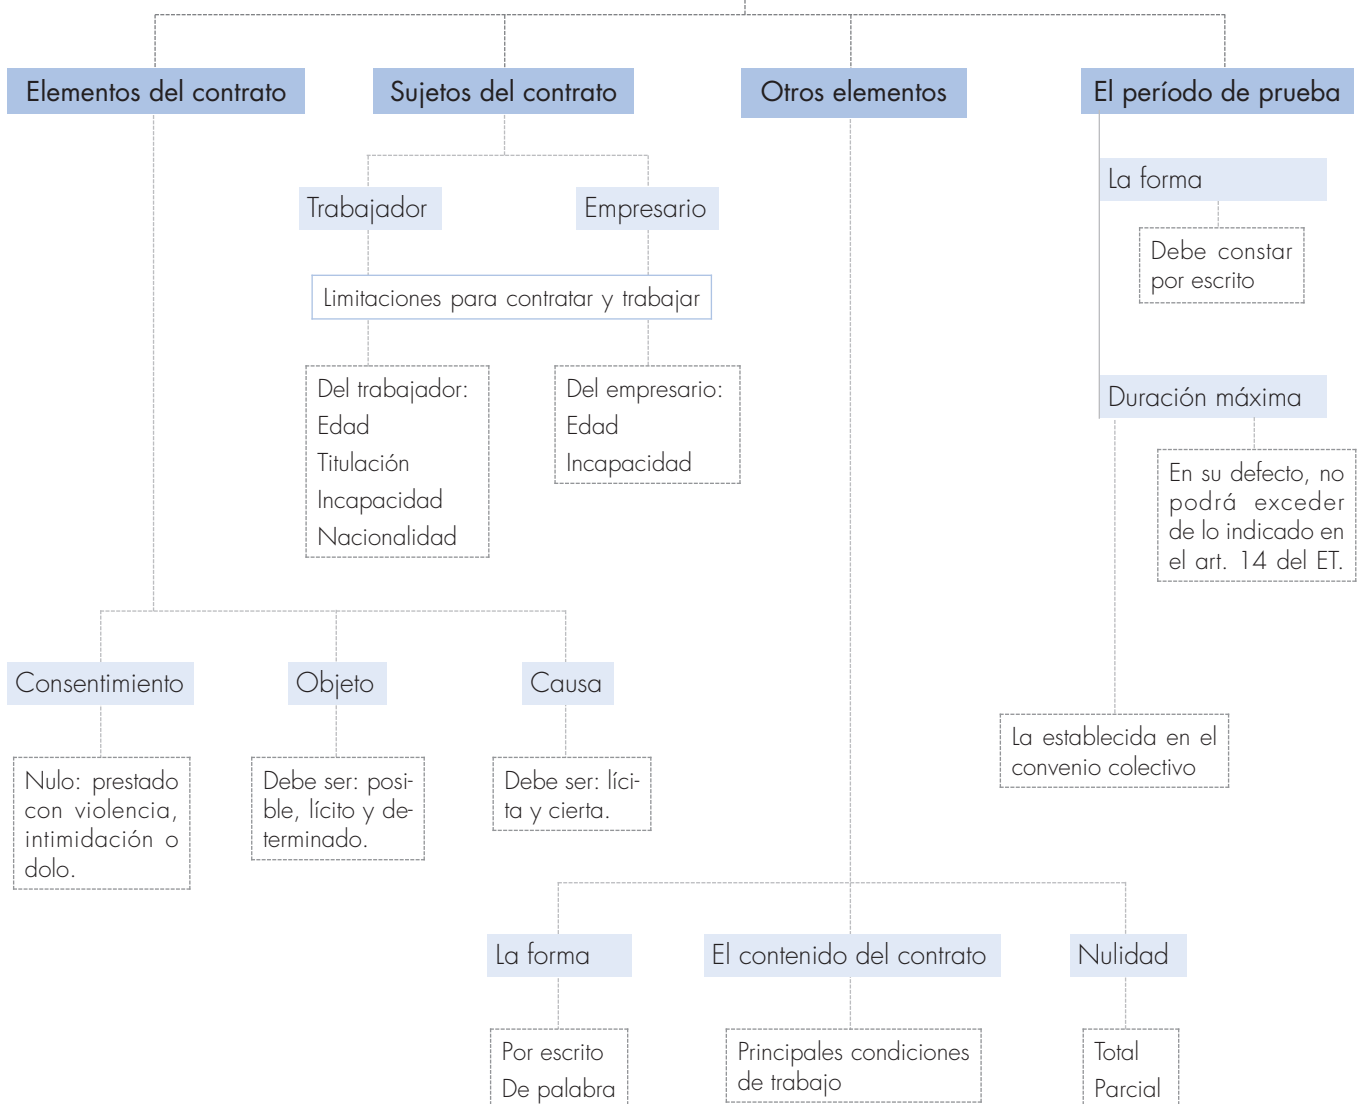 Elementos del contrato
Sujetos del contrato
Otros elementos
El período de prueba
Trabajador
Empresario
Limitaciones para contratar y trabajar
Del trabajador:
Edad
Titulación
Incapacidad
Nacionalidad
Del empresario:
Edad
Incapacidad
La forma
Debe constar
por escrito
Duración máxima
En su defecto, no
podrá exceder
de lo indicado en
el art. 14 del ET.
La establecida en el
convenio colectivo
Consentimiento
Objeto
Causa
Nulo: prestado
con violencia,
intimidación o
dolo.
Debe ser: posi-
ble, lícito y de-
terminado.
Debe ser: líci-
ta y cierta.
La forma
El contenido del contrato
Nulidad
Por escrito
De palabra
Principales condiciones
de trabajo
Total
Parcial